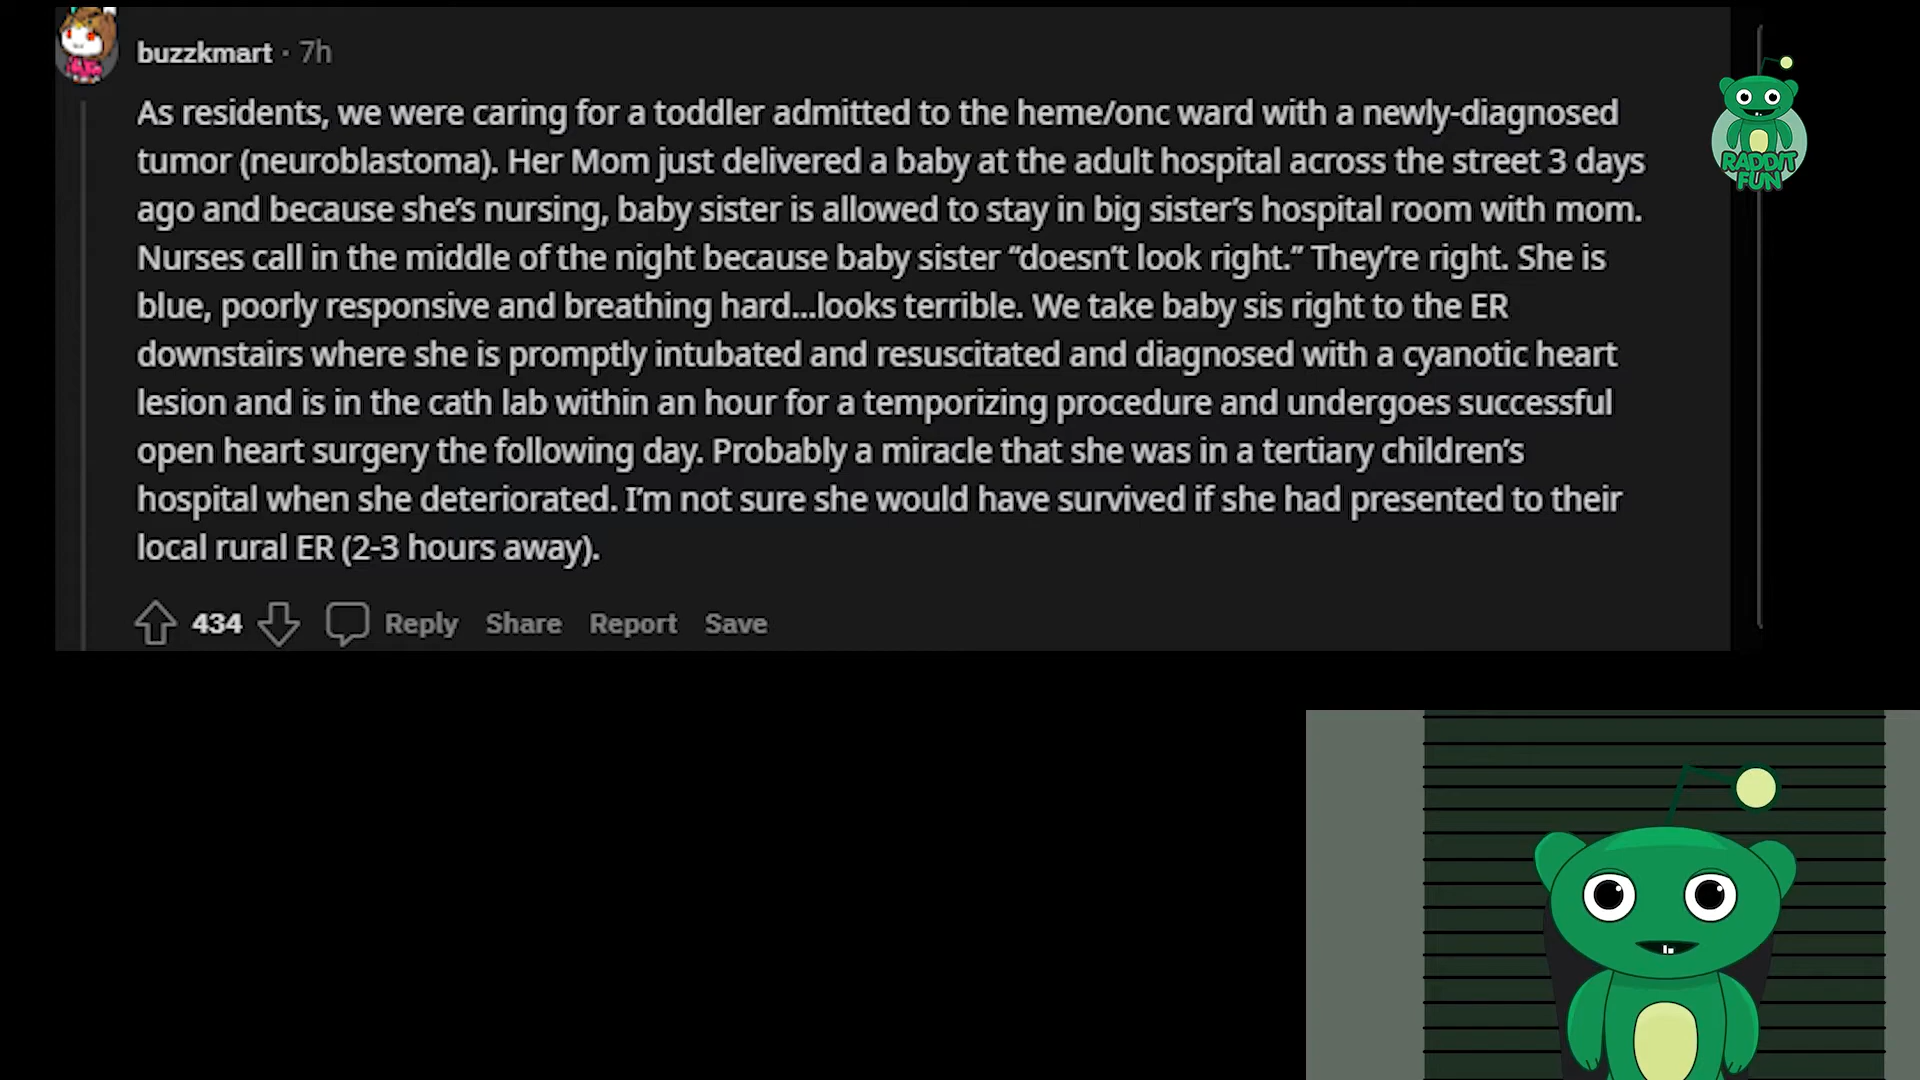 buzzkmart · 7h
As residents, we were caring for a toddler admitted to the heme/onc ward with a newly-diagnosed
tumor (neuroblastoma). Her Mom just delivered a baby at the adult hospital across the street 3 days
ago and because she’s nursing, baby sister is allowed to stay in big sister’s hospital room with mom.
Nurses call in the middle of the night because baby sister “doesn’t look right.” They’re right. She is
blue, poorly responsive and breathing hard...looks terrible. We take baby sis right to the ER
downstairs where she is promptly intubated and resuscitated and diagnosed with a cyanotic heart
lesion and is in the cath lab within an hour for a temporizing procedure and undergoes successful
open heart surgery the following day. Probably a miracle that she was in a tertiary children’s
hospital when she deteriorated. I’m not sure she would have survived if she had presented to their
local rural ER (2-3 hours away).
434 Reply Share Report Save
RADDIT
FUN